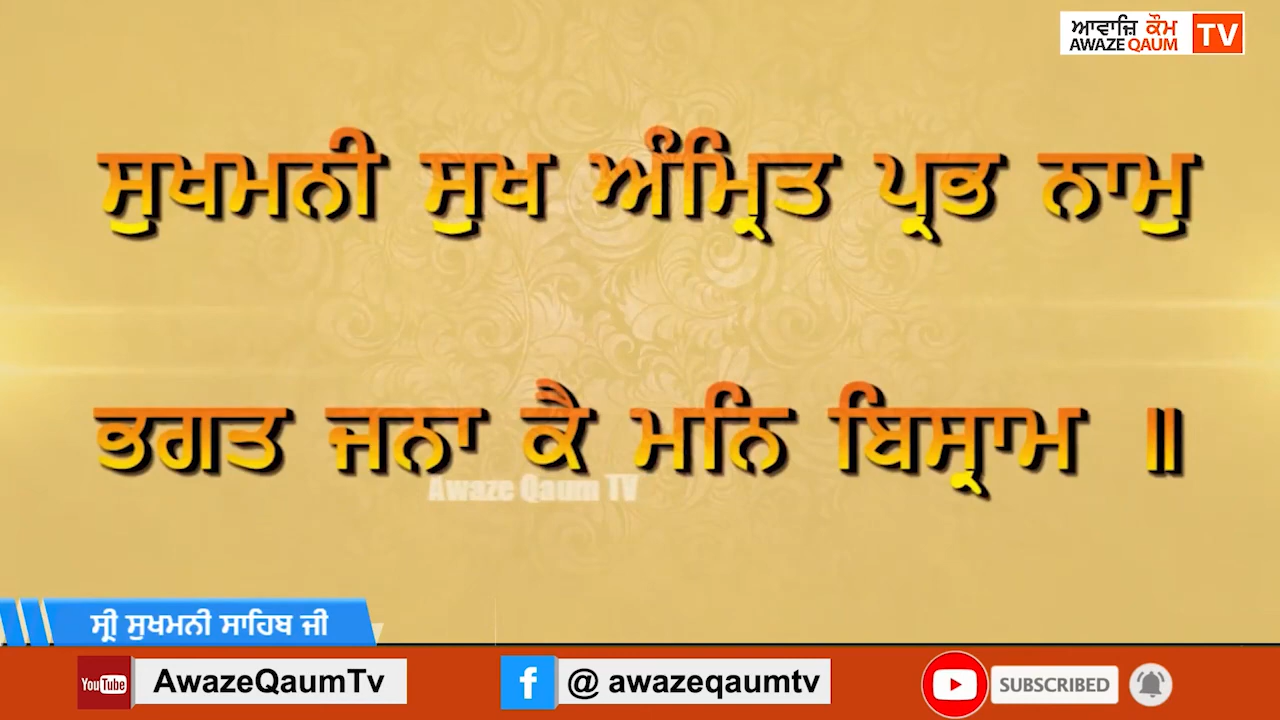 ਆਵਾਜ਼ਿ ਕੌਮ
AWAZE QAUM TV
ਸੁਖਮਨੀ ਸੁਖ ਅੰਮ੍ਰਿਤ ਪ੍ਰਭ ਨਾਮੁ
ਭਗਤ ਜਨਾ ਕੈ ਮਨਿ ਬਿਸ੍ਰਾਮ ॥
Awaze Qaum TV
ਸ੍ਰੀ ਸੁਖਮਨੀ ਸਾਹਿਬ ਜੀ
YouTube AwazeQaumTv
f @ awazeqaumtv
SUBSCRIBED